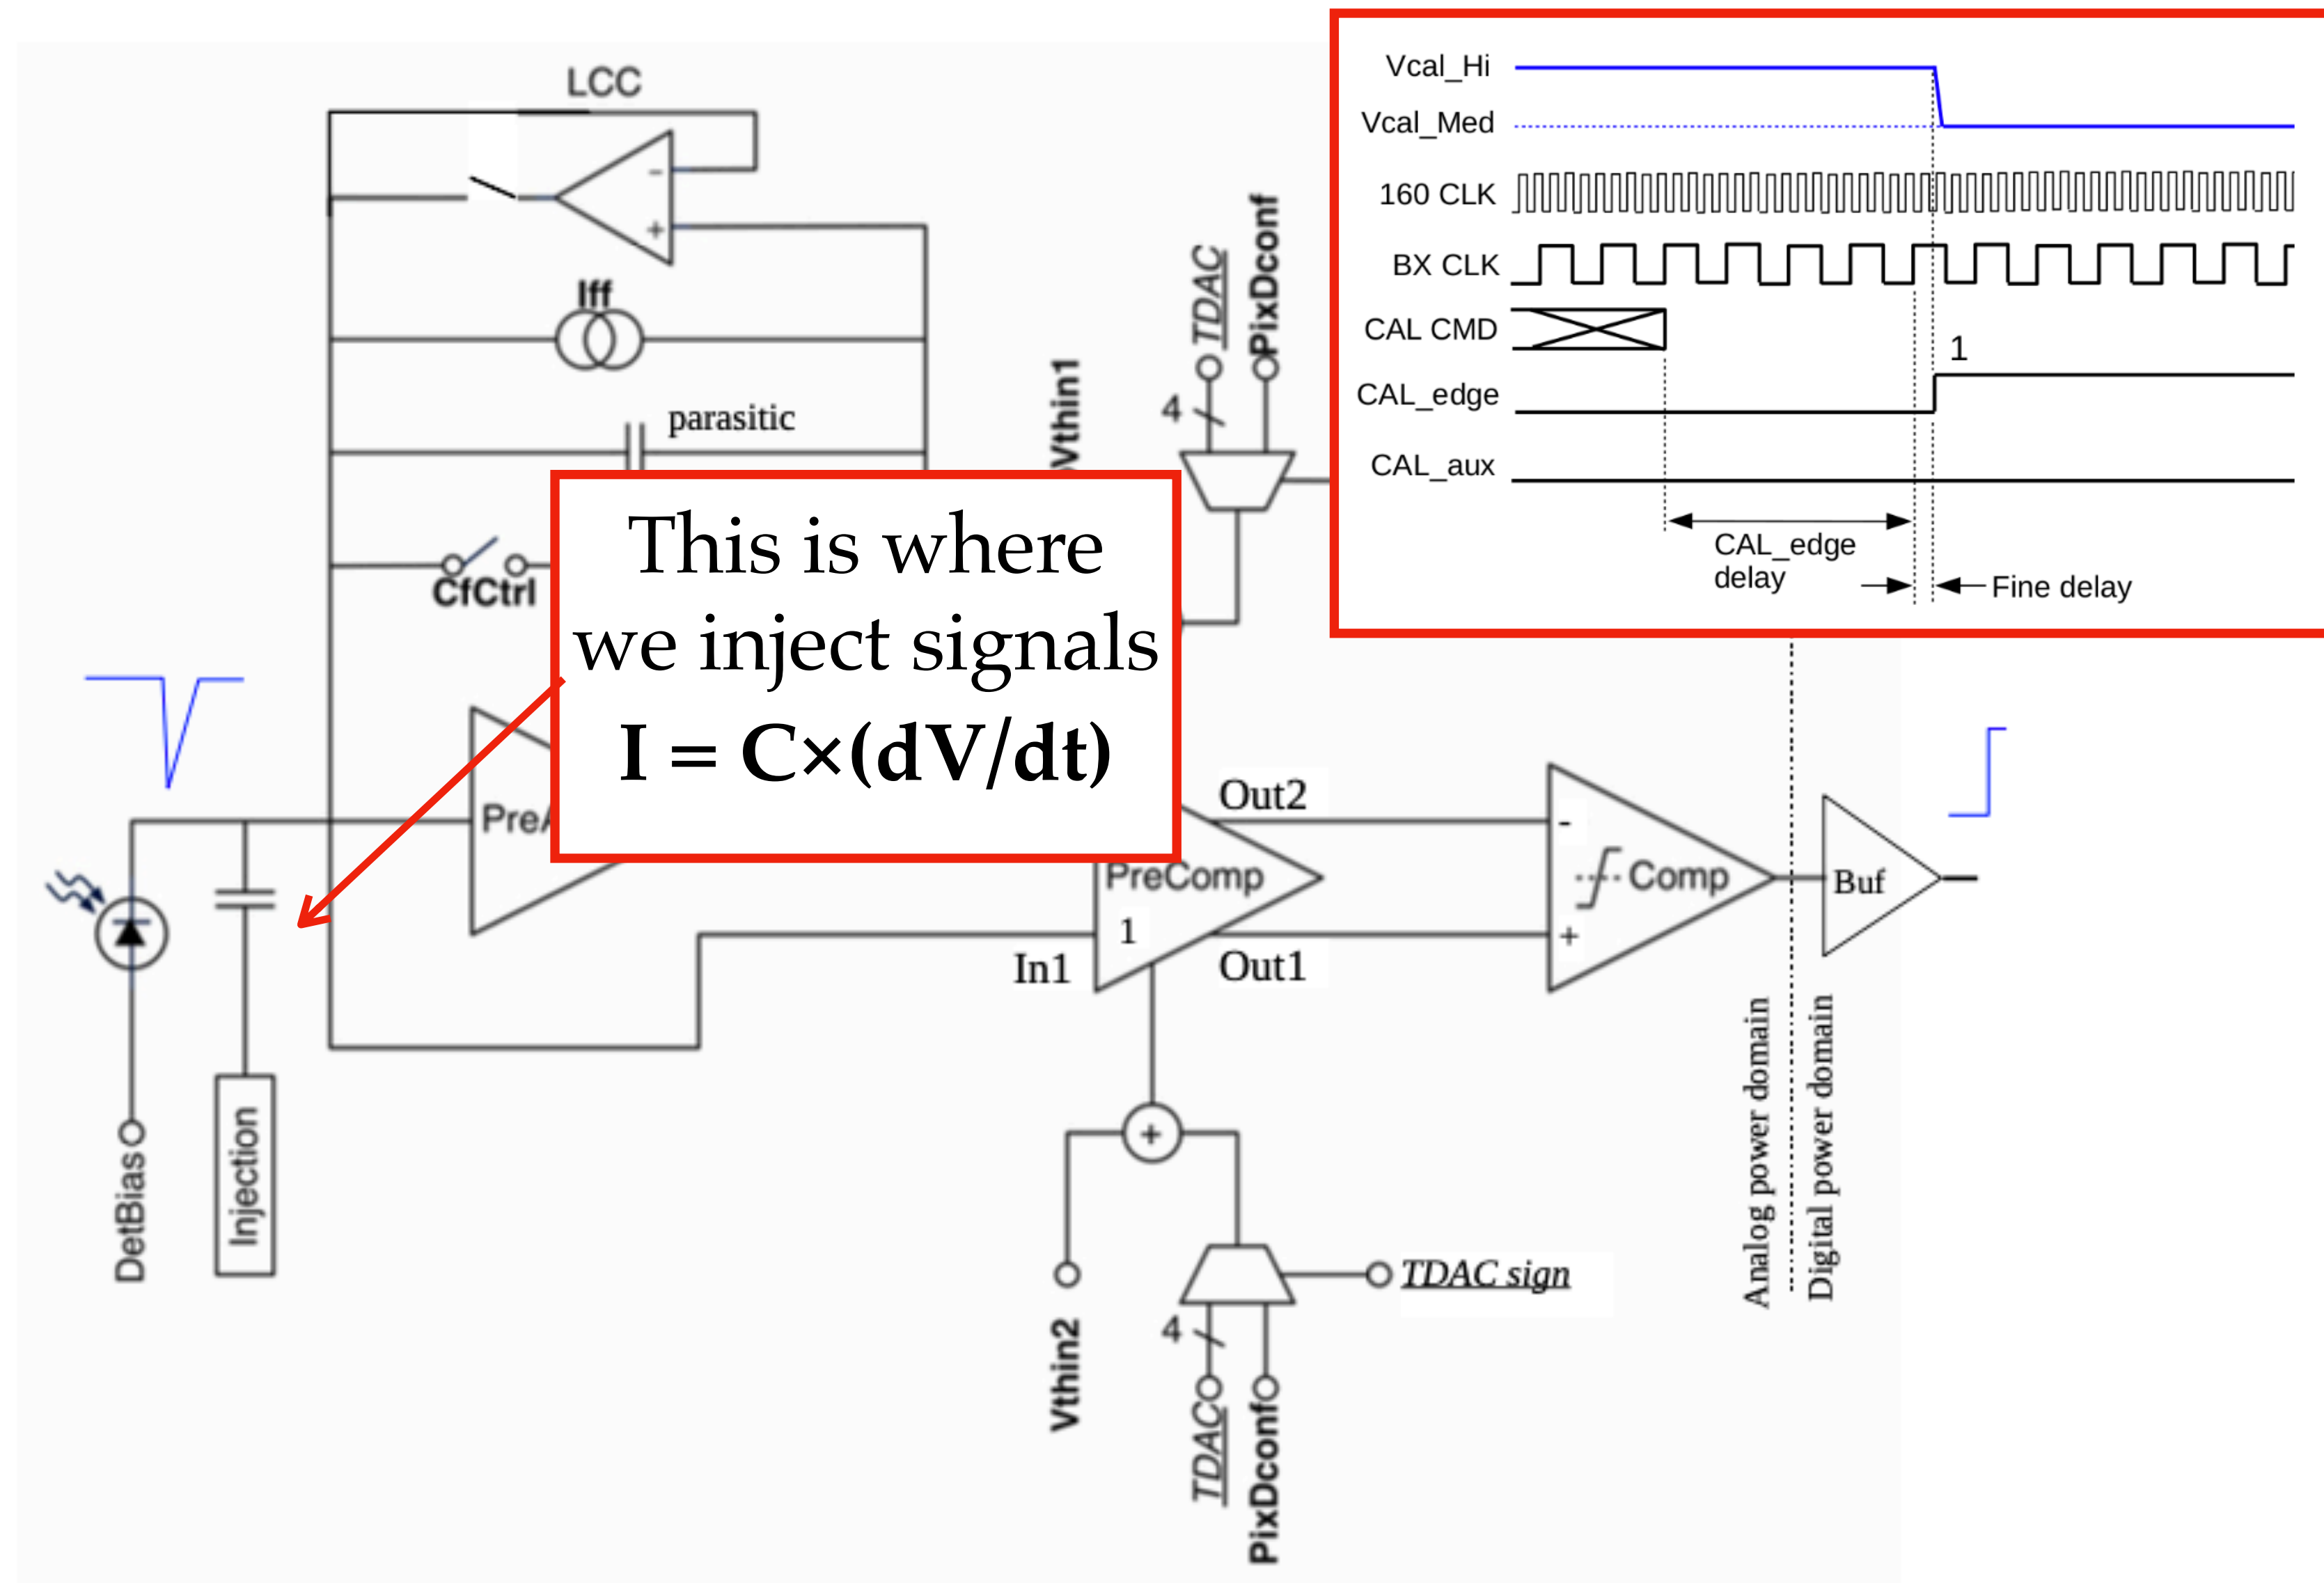 LCC
-
+
Iff
parasitic
CfCtrl
This is where
we inject signals
I = C×(dV/dt)
Vthin1
TDAC
PixDconf
4
Vcal_Hi
Vcal_Med
160 CLK
BX CLK
CAL CMD
CAL_edge
1
CAL_aux
CAL_edge
delay
Fine delay
PreComp
1
In1
Out2
Out1
-
+
Comp
Buf
Analog power domain
Digital power domain
DetBias
Injection
+
Vthin2
TDAC sign
4
TDAC
PixDconf